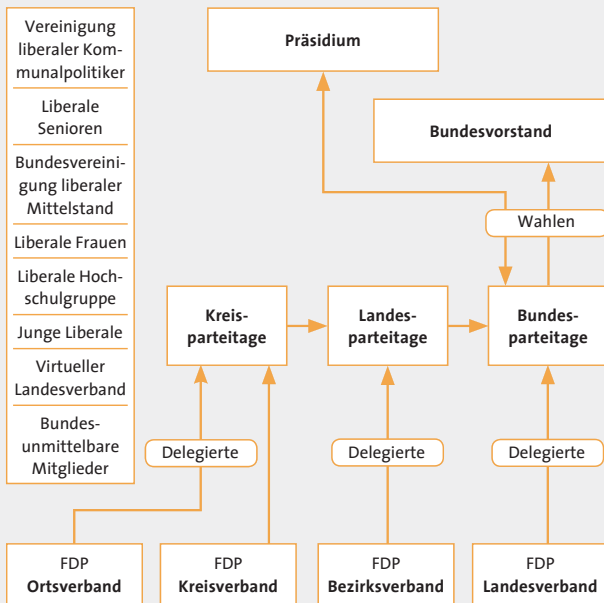 Vereinigung
liberaler Kom-
munalpolitiker
Liberale
Senioren
Bundesvereini-
gung liberaler
Mittelstand
Liberale Frauen
Liberale Hoch-
schulgruppe
Junge Liberale
Virtueller
Landesverband
Bundes-
unmittelbare
Mitglieder
Präsidium
Bundesvorstand
Wahlen
Kreis-
parteitage
Landes-
parteitage
Bundes-
parteitage
Delegierte
Delegierte
Delegierte
FDP
Ortsverband
FDP
Kreisverband
FDP
Bezirksverband
FDP
Landesverband